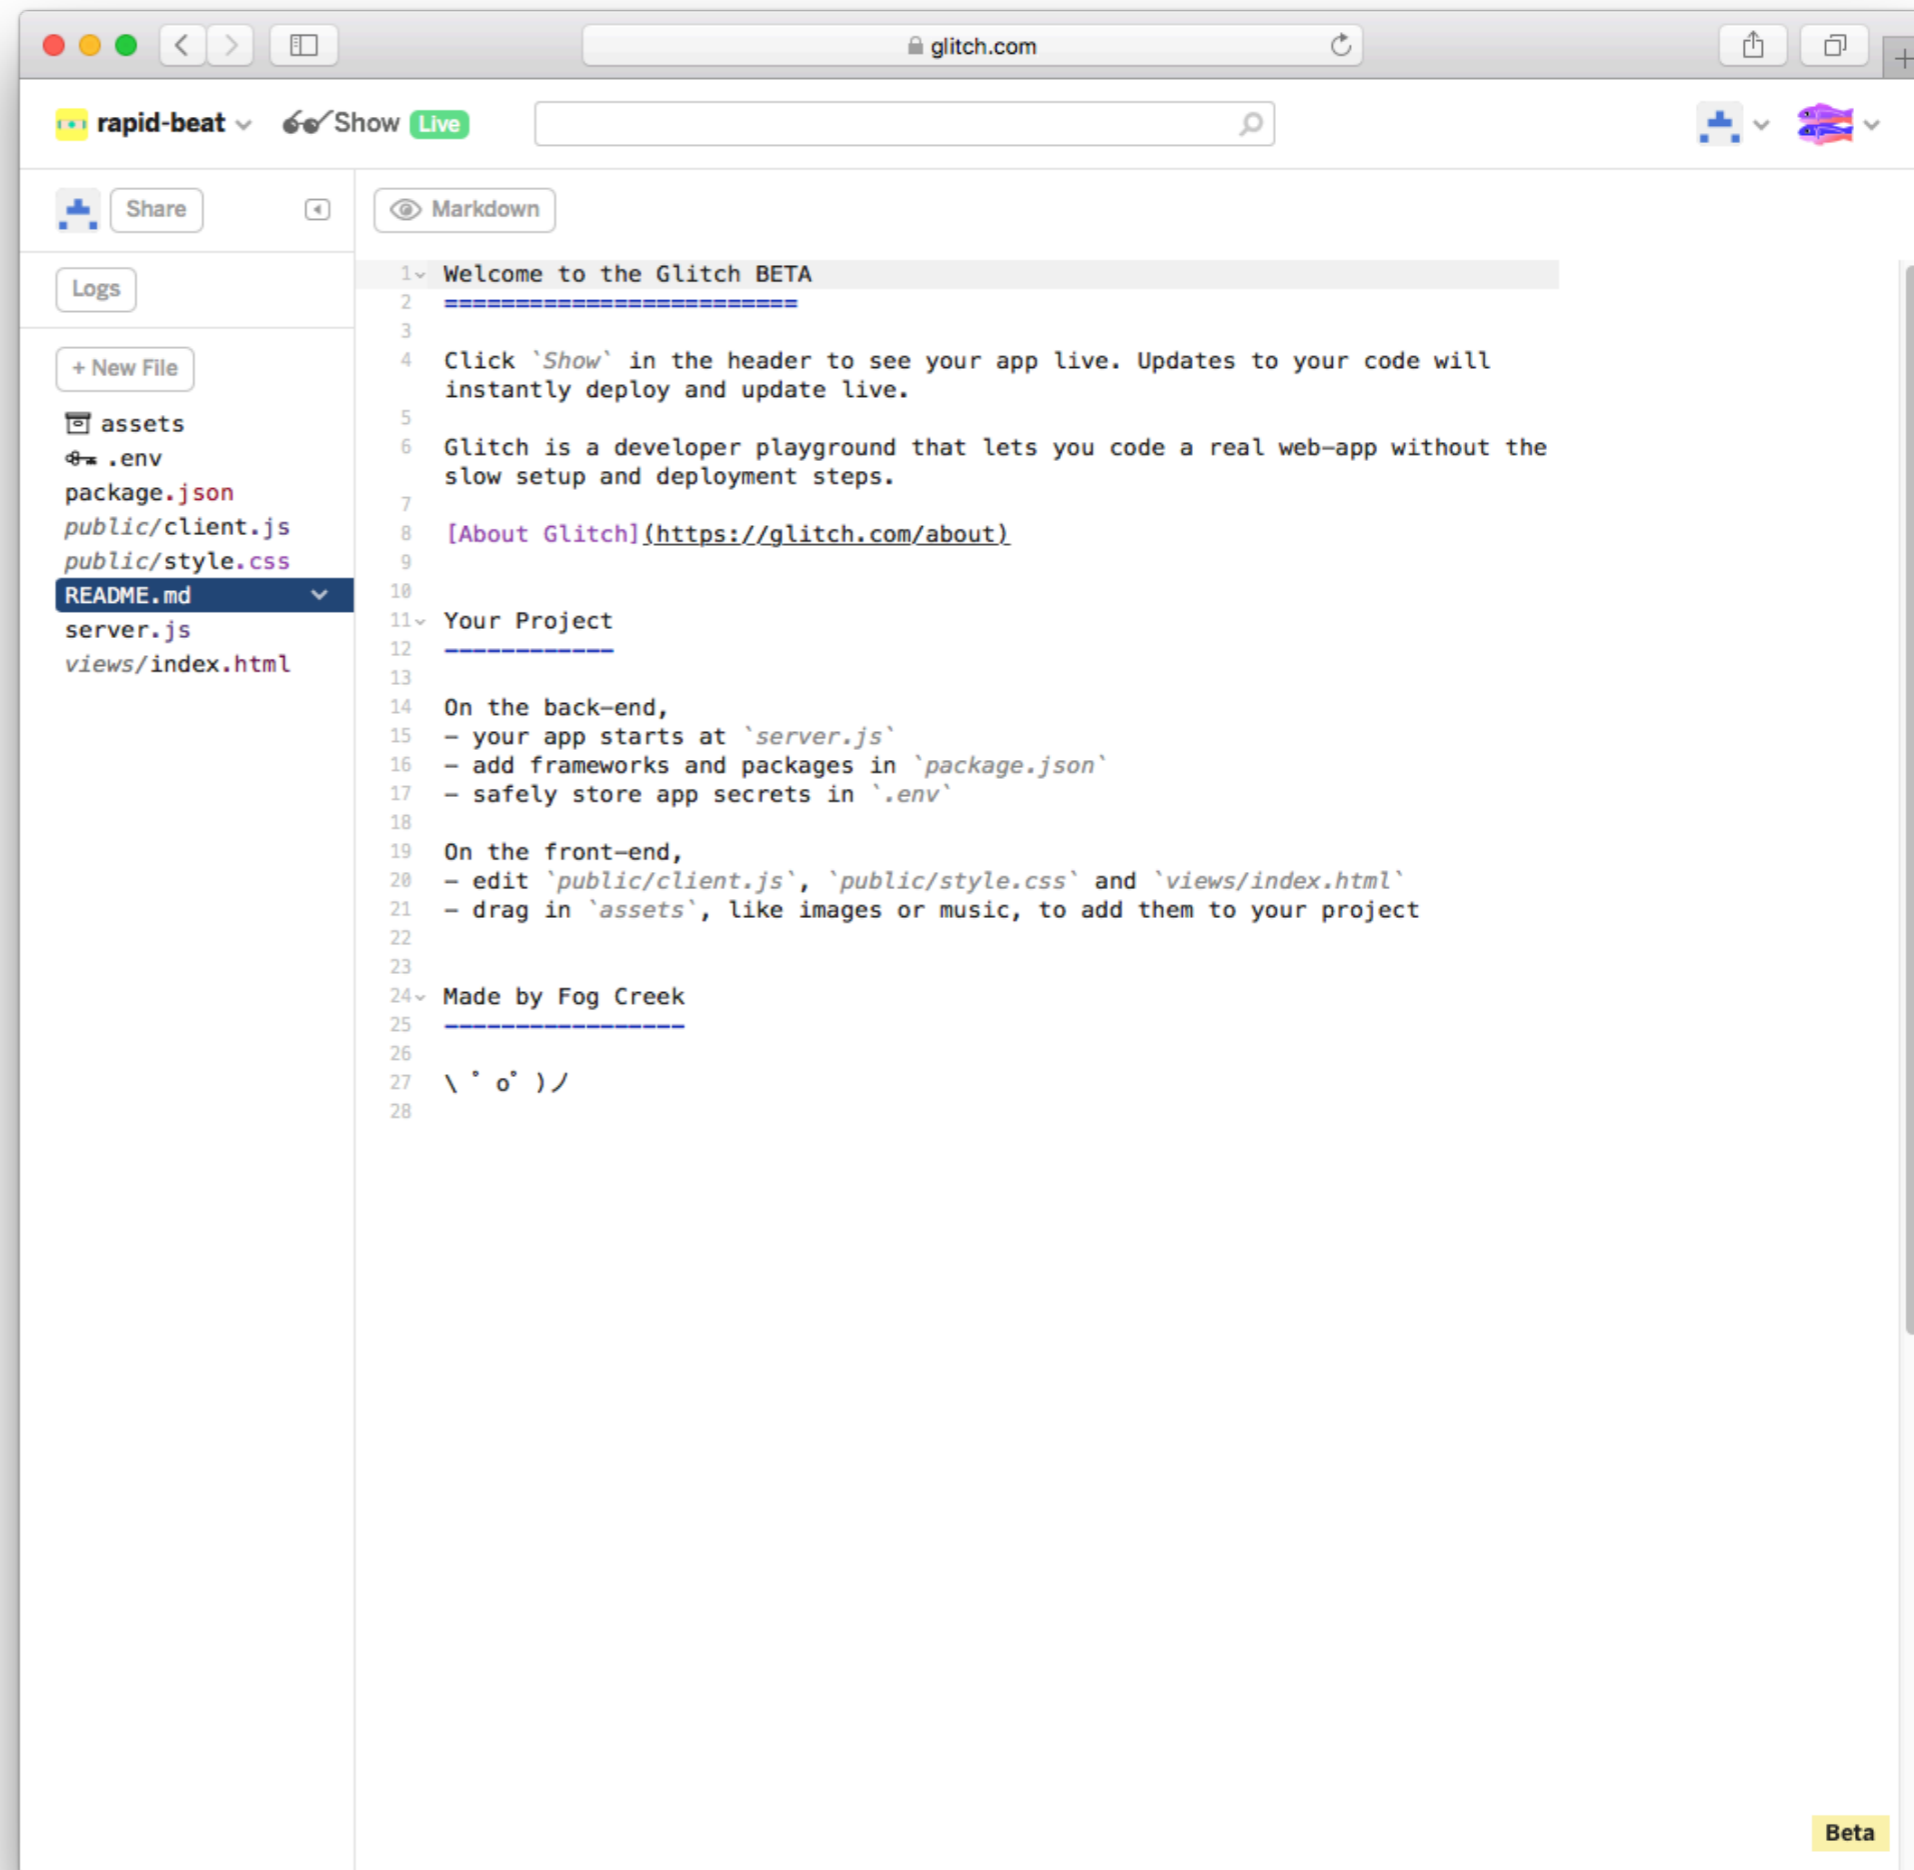 glitch.com
rapid-beat Show Live
Share
Markdown
Logs
+ New File
assets
.env
package.json
public/client.js
public/style.css
README.md
server.js
views/index.html
1 Welcome to the Glitch BETA
2 =========================
3
4 Click `Show` in the header to see your app live. Updates to your code will
instantly deploy and update live.
5
6 Glitch is a developer playground that lets you code a real web-app without the
slow setup and deployment steps.
7
8 [About Glitch](https://glitch.com/about)
9
10
11 Your Project
12 ------------
13
14 On the back-end,
15 - your app starts at `server.js`
16 - add frameworks and packages in `package.json`
17 - safely store app secrets in `.env`
18
19 On the front-end,
20 - edit `public/client.js`, `public/style.css` and `views/index.html`
21 - drag in `assets`, like images or music, to add them to your project
22
23
24 Made by Fog Creek
25 -----------------
26
27 \ ゜o゜)ノ
28
Beta